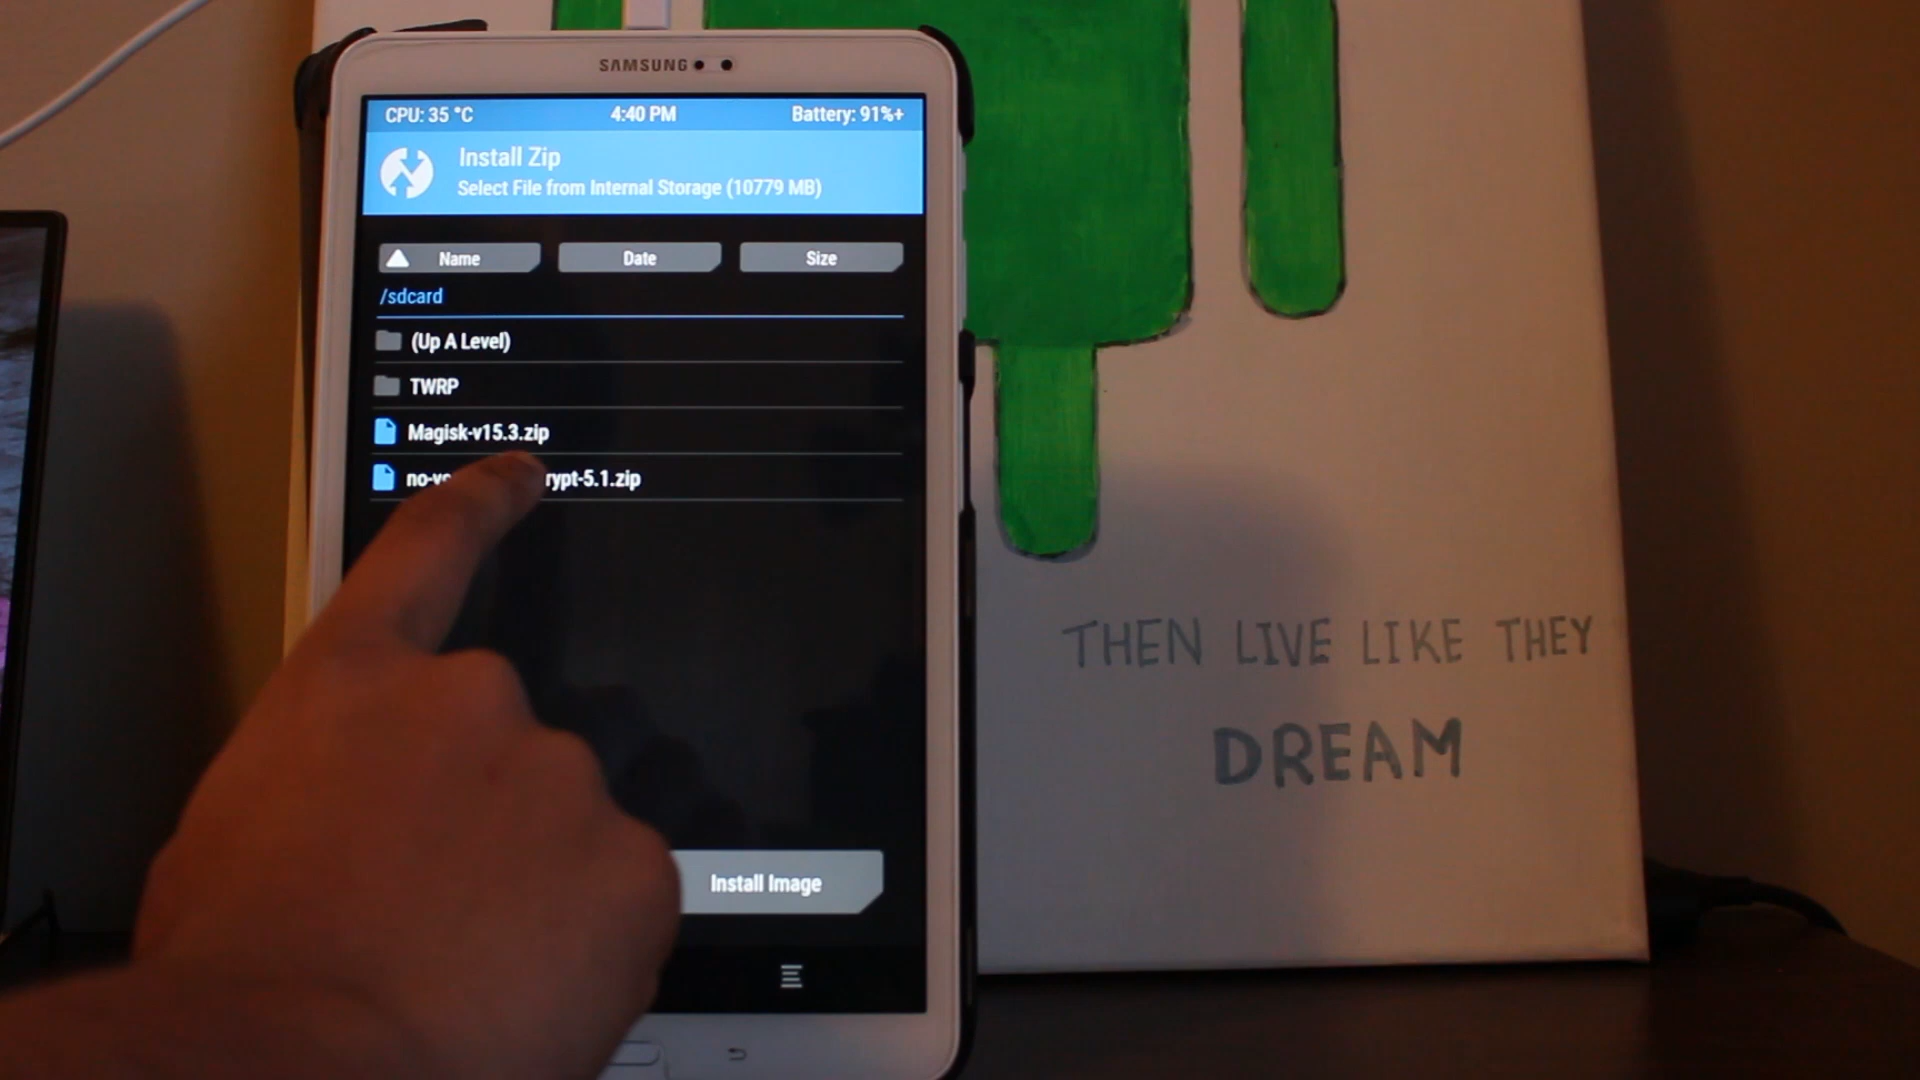 SAMSUNG
CPU: 35 °C 4:40 PM Battery: 91%+
Install Zip
Select File from Internal Storage (10779 MB)
Name Date Size
/sdcard
(Up A Level)
TWRP
Magisk-v15.3.zip
rypt-5.1.zip
Install Image
THEN LIVE LIKE THEY
DREAM